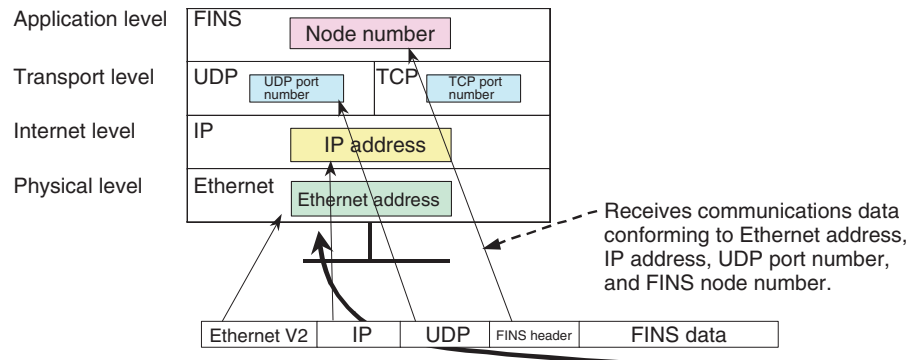 Application level
FINS
Node number
Transport level
UDP
UDP port
number
TCP
TCP port
number
Internet level
IP
IP address
Physical level
Ethernet
Ethernet address
Receives communications data
conforming to Ethernet address,
IP address, UDP port number,
and FINS node number.
Ethernet V2
IP
UDP
FINS header
FINS data